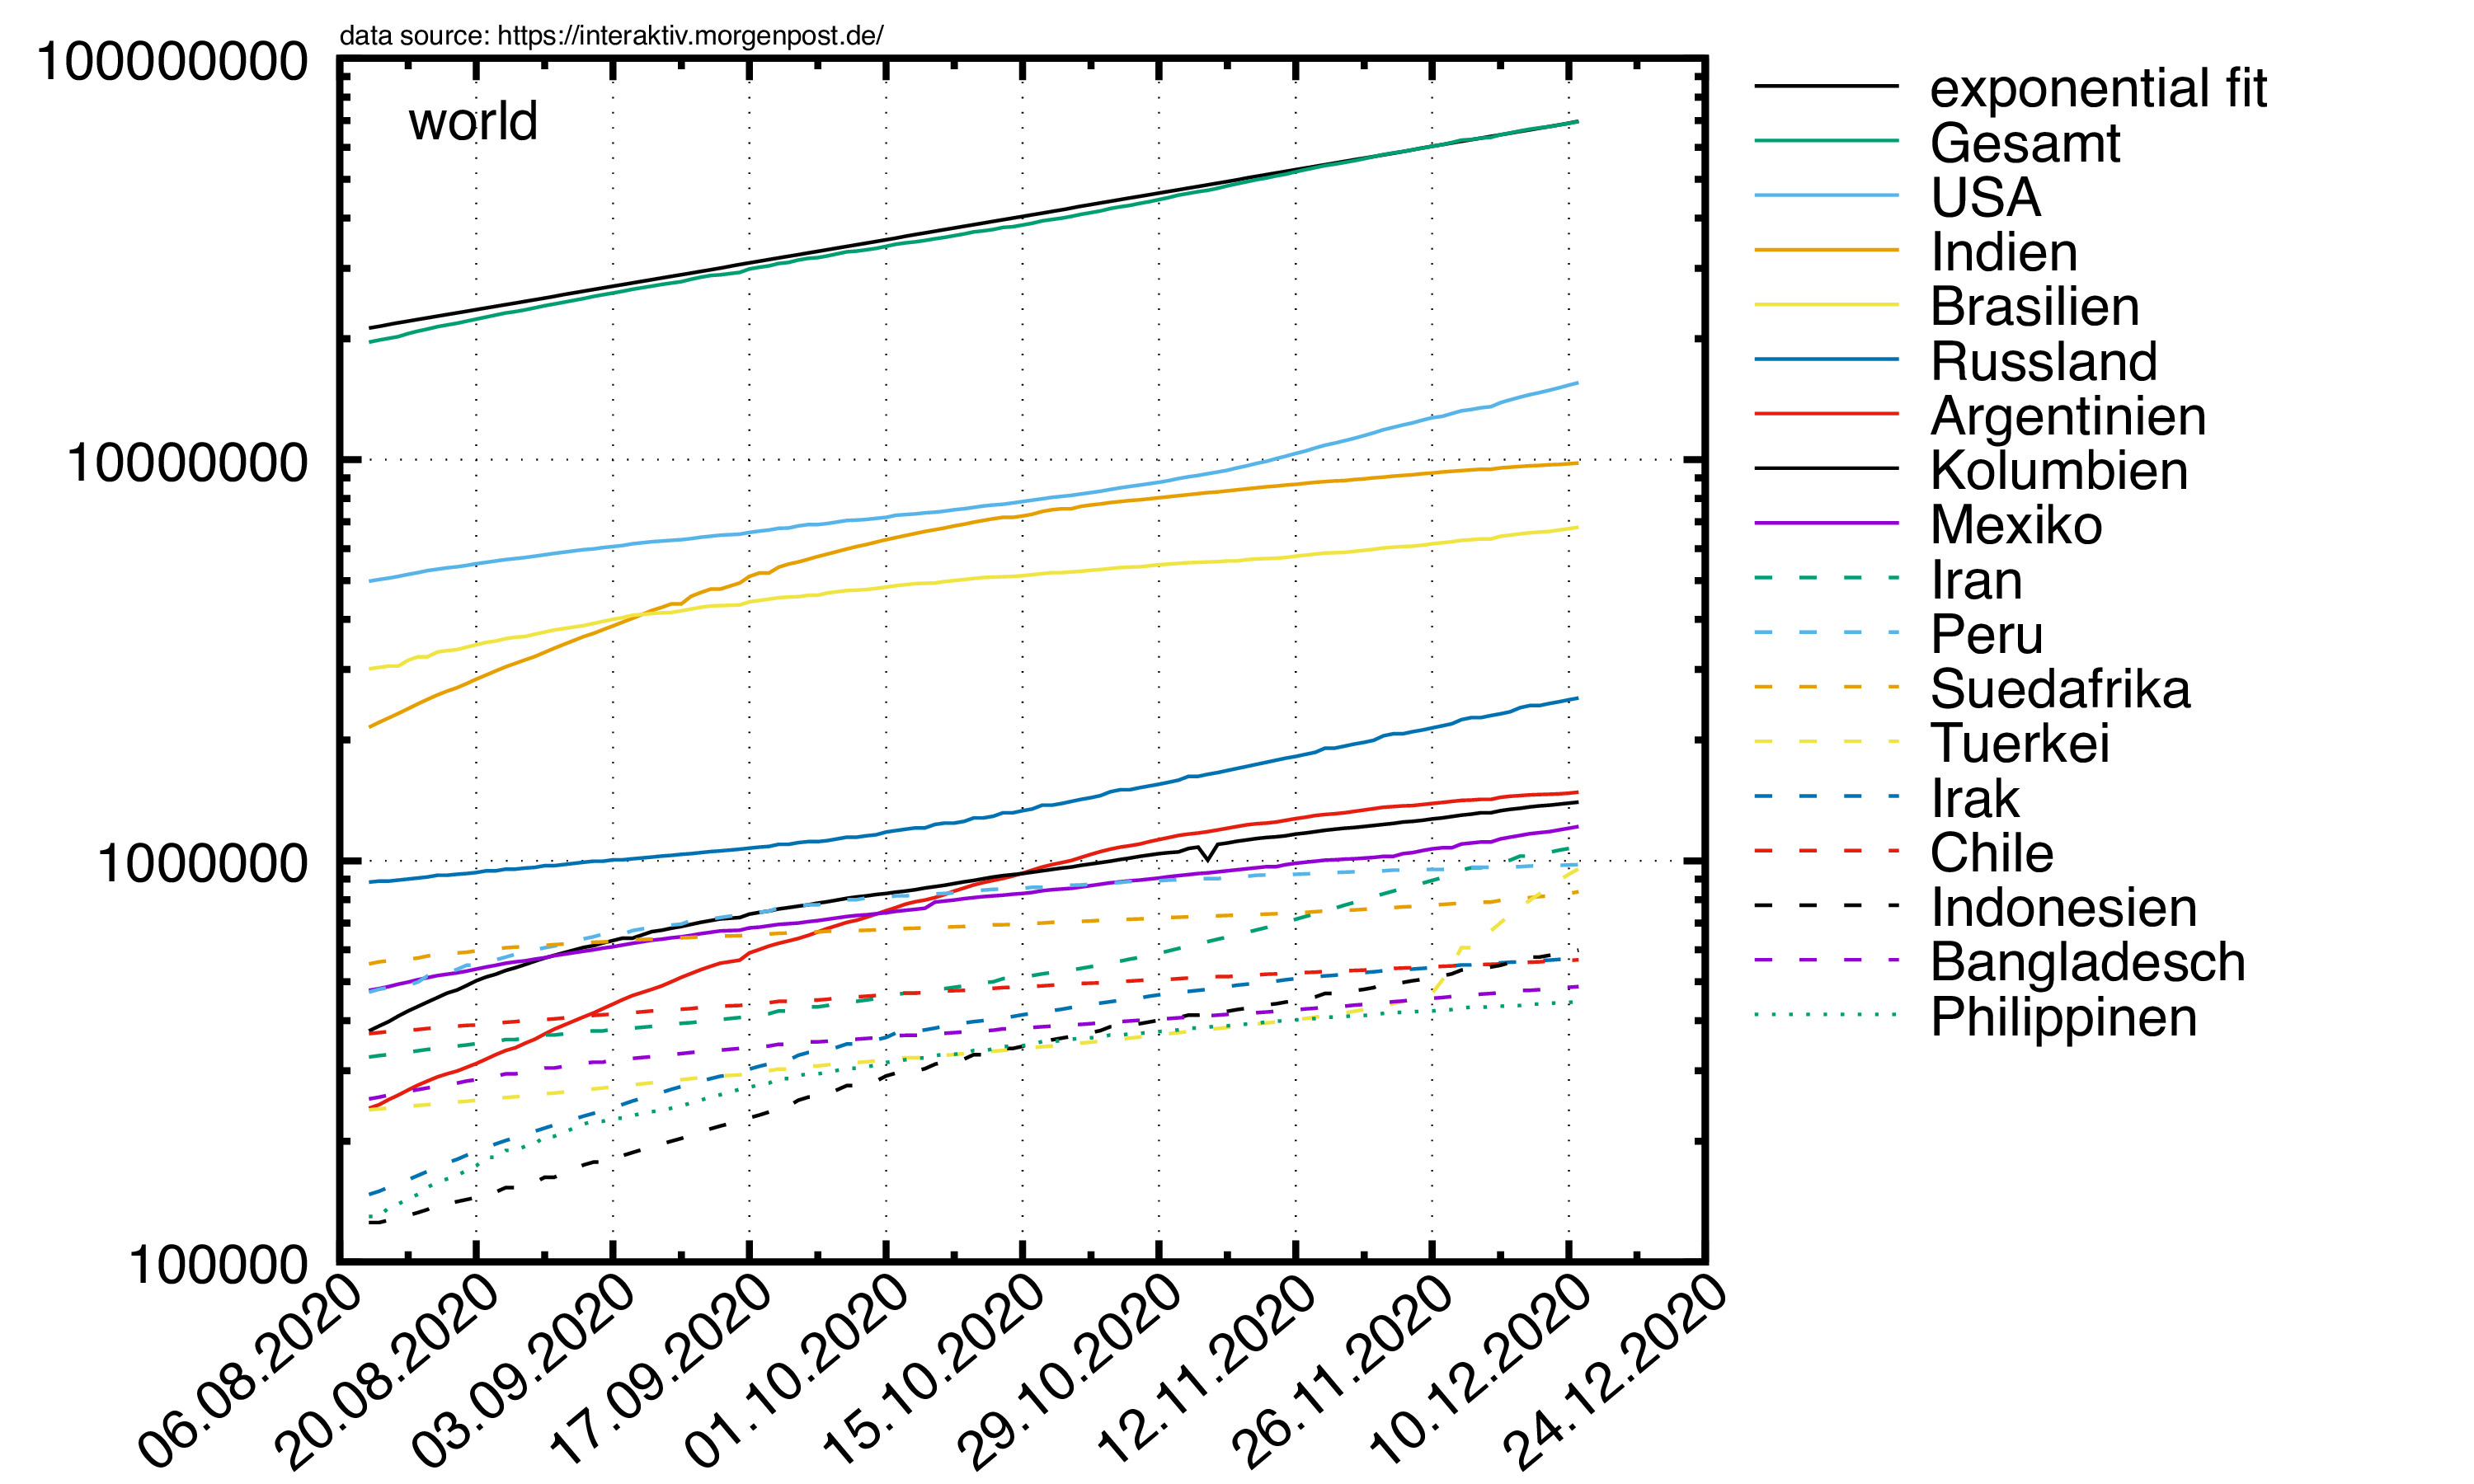 data source: https://interaktiv.morgenpost.de/
100000000
10000000
1000000
100000
world
exponential fit
Gesamt
USA
Indien
Brasilien
Russland
Argentinien
Kolumbien
Mexiko
Iran
Peru
Suedafrika
Tuerkei
Irak
Chile
Indonesien
Bangladesch
Philippinen
06.08.2020
20.08.2020
03.09.2020
17.09.2020
01.10.2020
15.10.2020
29.10.2020
12.11.2020
26.11.2020
10.12.2020
24.12.2020